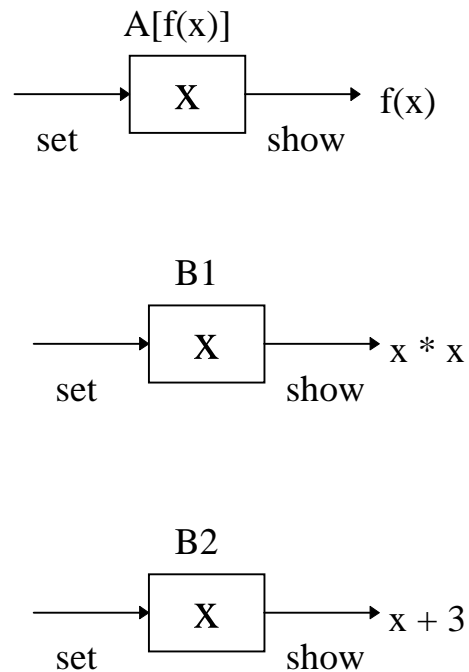 A[f(x)]
x
f(x)
set
show
B1
x
x * x
set
show
B2
x
x + 3
set
show